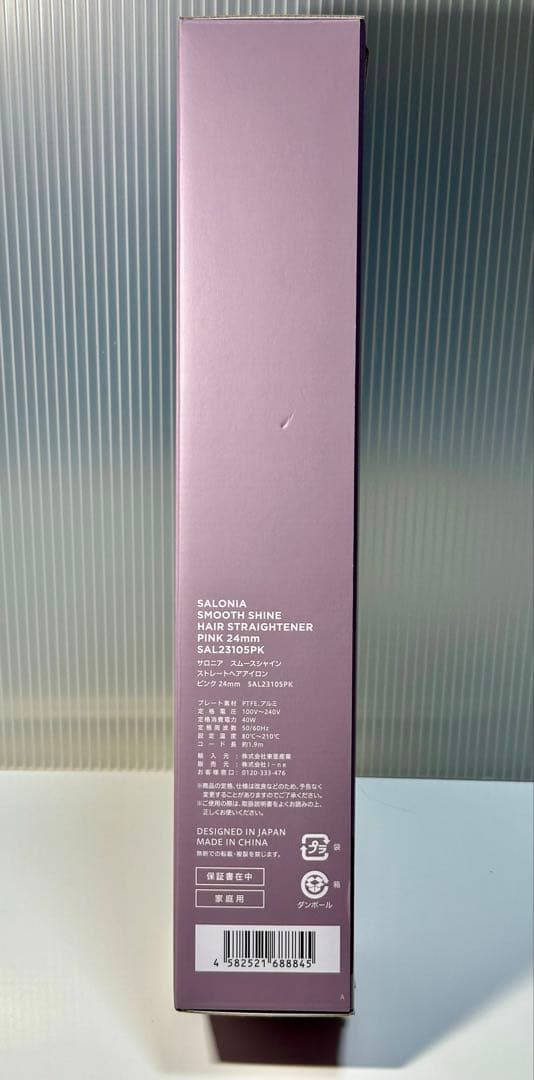 SALONIA
SMOOTH SHINE
HAIR STRAIGHTENER
PINK 24mm
SAL23105PK
サロニア スムースシャイン
ストレートヘアアイロン
ピンク 24mm SAL23105PK
プレート素材 PTFE,アルミ
定格電圧 100V〜240V
定格消費電力 40W
定格周波数 50/60Hz
設定温度 80℃〜210℃
コード長 約1.9m
輸入元:株式会社東亜産業
販売元:株式会社I-ne
お客様窓口:0120-333-476
※商品の定格、仕様は改良などのため、予告なく
変更することがありますのでご了承ください。
※ご使用の際は、取扱説明書をよくお読みの上、
正しくお使いください。
DESIGNED IN JAPAN
MADE IN CHINA
無断での転載・複製を禁じます。
プラ 袋
保証書在中
家庭用
箱
ダンボール
4 582521 688845
A